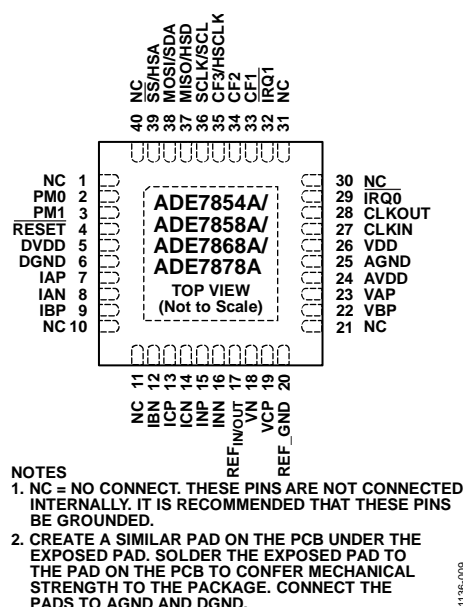 40 NC
39 SS/HSA
38 MOSI/SDA
37 MISO/HSD
36 SCLK/SCL
35 CF3/HSCLK
34 CF2
33 CF1
32 IRQ1
31 NC
NC 1
PM0 2
PM1 3
RESET 4
DVDD 5
DGND 6
IAP 7
IAN 8
IBP 9
NC 10
ADE7854A/
ADE7858A/
ADE7868A/
ADE7878A
TOP VIEW
(Not to Scale)
30 NC
29 IRQ0
28 CLKOUT
27 CLKIN
26 VDD
25 AGND
24 AVDD
23 VAP
22 VBP
21 NC
NC 11
IBN 12
ICP 13
ICN 14
INP 15
INN 16
REFIN/OUT 17
VN 18
VCP 19
REF_GND 20
NOTES
1. NC = NO CONNECT. THESE PINS ARE NOT CONNECTED
INTERNALLY. IT IS RECOMMENDED THAT THESE PINS
BE GROUNDED.
2. CREATE A SIMILAR PAD ON THE PCB UNDER THE
EXPOSED PAD. SOLDER THE EXPOSED PAD TO
THE PAD ON THE PCB TO CONFER MECHANICAL
STRENGTH TO THE PACKAGE. CONNECT THE
PADS TO AGND AND DGND.